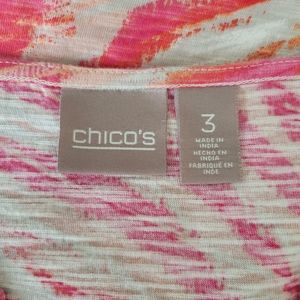 chico's
3
MADE IN
INDIA
HECHO EN
INDIA
FABRIQUÉ EN
INDE